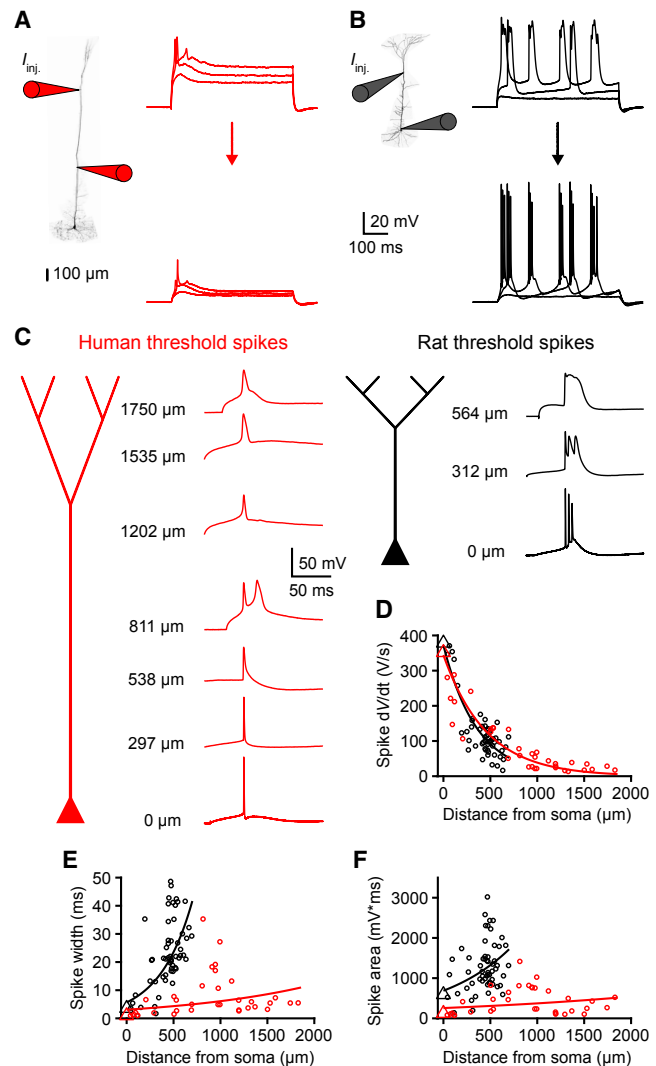 A
I inj.
100 µm
B
I inj.
20 mV
100 ms
C
Human threshold spikes
1750 µm
1535 µm
1202 µm
50 mV
50 ms
811 µm
538 µm
297 µm
0 µm
Rat threshold spikes
564 µm
312 µm
0 µm
D
Spike dV/dt (V/s)
400
300
200
100
0
0 500 1000 1500 2000
Distance from soma (µm)
E
Spike width (ms)
50
40
30
20
10
0
0 500 1000 1500 2000
Distance from soma (µm)
F
Spike area (mV*ms)
3000
2000
1000
0
0 500 1000 1500 2000
Distance from soma (µm)